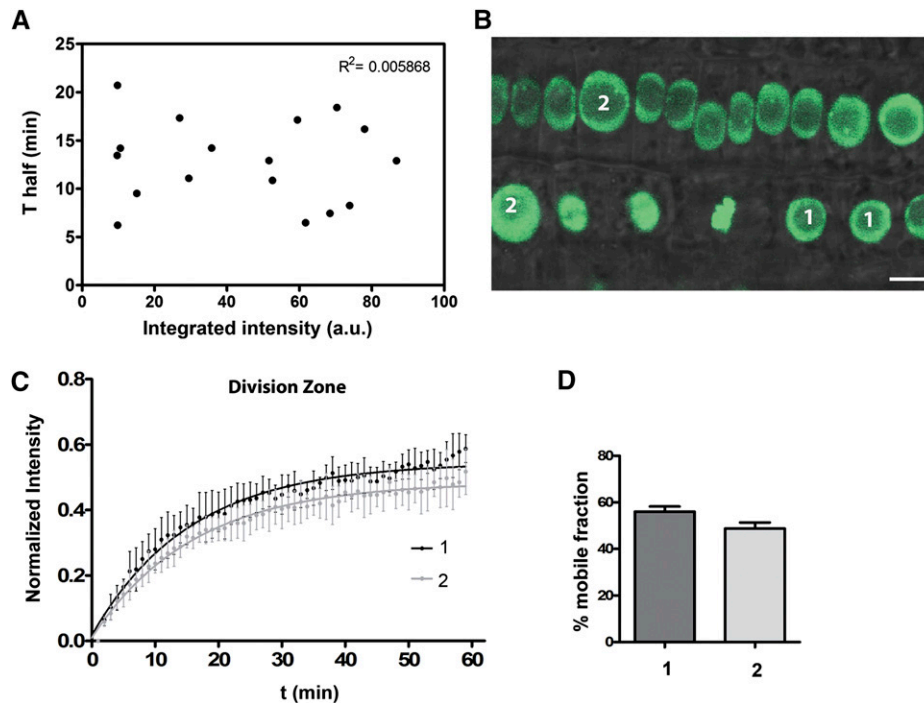 A
25
20
15
10
5
0
T half (min)
R²= 0.005868
0 20 40 60 80 100
Integrated intensity (a.u.)
B
2
2 1 1
C
0.8
0.6
0.4
0.2
0.0
Normalized Intensity
Division Zone
1
2
0 10 20 30 40 50 60
t (min)
D
80
60
40
20
0
% mobile fraction
1 2